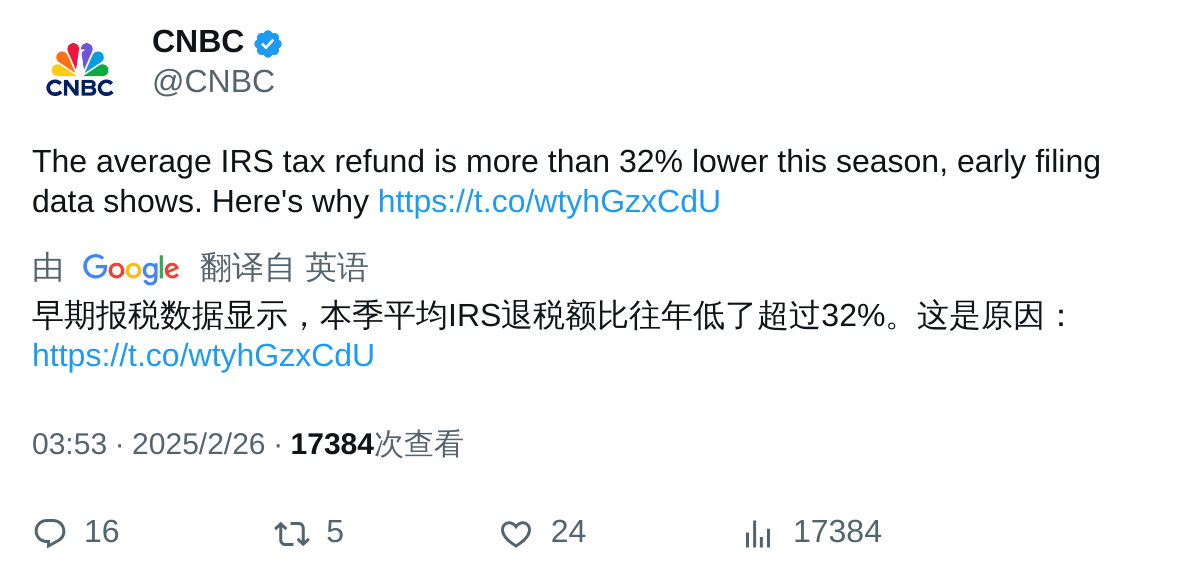 CNBC
CNBC
@CNBC
The average IRS tax refund is more than 32% lower this season, early filing
data shows. Here's why https://t.co/wtyhGzxCdU
由 Google 翻译自 英语
早期报税数据显示，本季平均IRS退税额比往年低了超过32%。这是原因：
https://t.co/wtyhGzxCdU
03:53 · 2025/2/26 · 17384次查看
16 5 24 17384